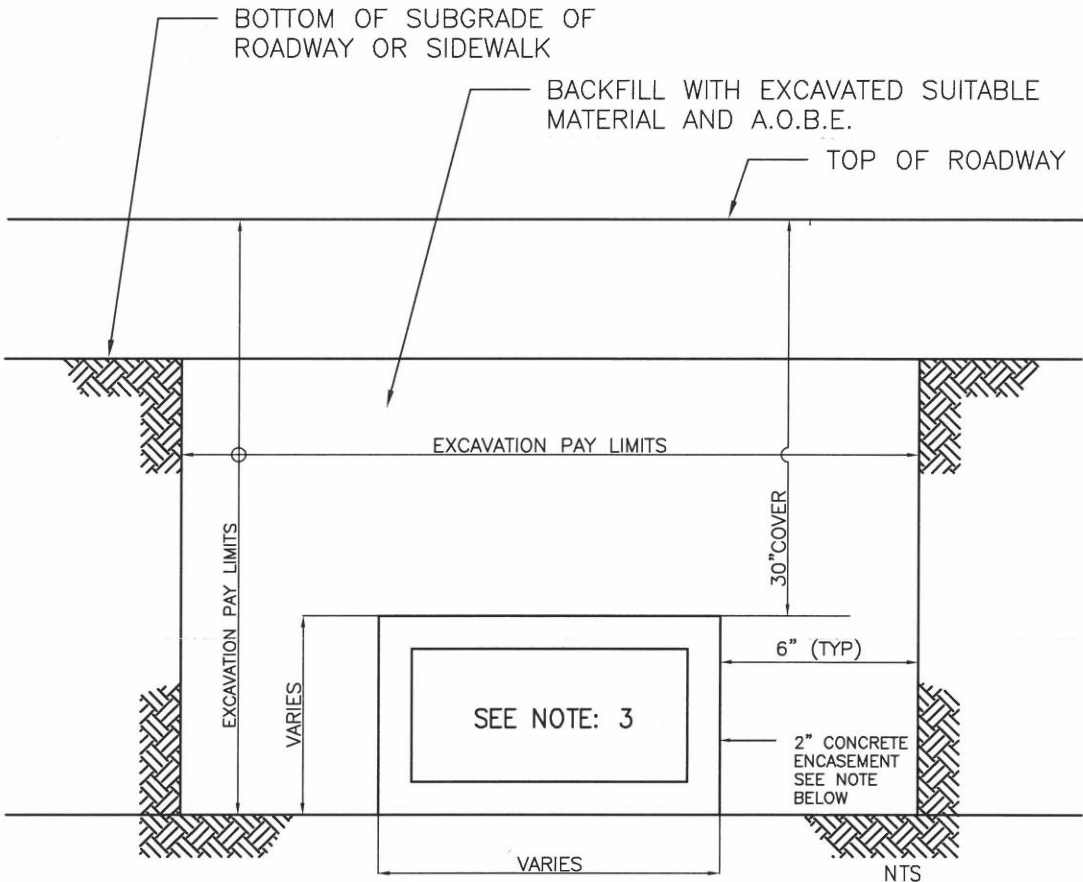 BOTTOM OF SUBGRADE OF
ROADWAY OR SIDEWALK
BACKFILL WITH EXCAVATED SUITABLE
MATERIAL AND A.O.B.E.
TOP OF ROADWAY
EXCAVATION PAY LIMITS
EXCAVATION PAY LIMITS
30"COVER
6" (TYP)
VARIES
SEE NOTE: 3
2" CONCRETE
ENCASEMENT
SEE NOTE
BELOW
VARIES
NTS